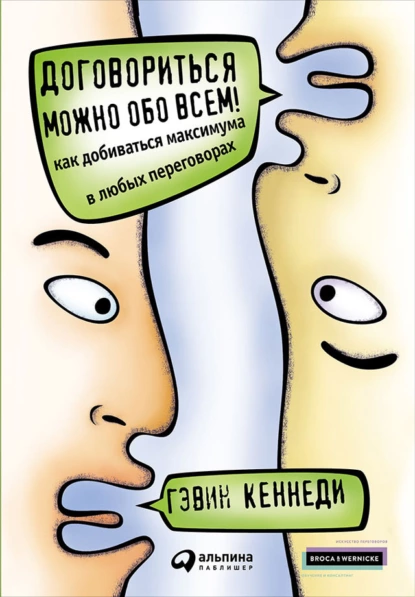 ДОГОВОРИТЬСЯ
МОЖНО ОБО ВСЕМ!
как добиваться максимума
в любых переговорах
ГЭВИН КЕННЕДИ
альпина
ПАБЛИШЕР
BROCA & WERNICKE